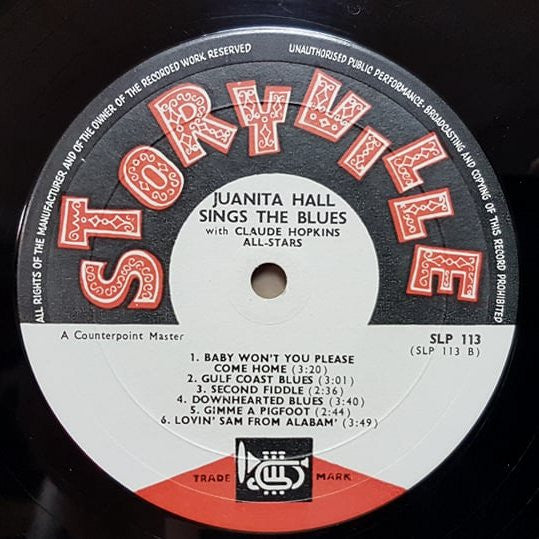 ALL RIGHTS OF THE MANUFACTURER AND OF THE OWNER OF THE RECORDED WORK RESERVED
UNAUTHORISED PUBLIC PERFORMANCE, BROADCASTING AND COPYING OF THIS RECORD PROHIBITED
STORYVILLE
JUANITA HALL
SINGS THE BLUES
with CLAUDE HOPKINS
ALL-STARS
A Counterpoint Master
SLP 113
(SLP 113 B)
1. BABY WON'T YOU PLEASE
COME HOME (3:20)
2. GULF COAST BLUES (3:01)
3. SECOND FIDDLE (2:36)
4. DOWNHEARTED BLUES (3:40)
5. GIMME A PIGFOOT (2:44)
6. LOVIN' SAM FROM ALABAM' (3:49)
TRADE MARK